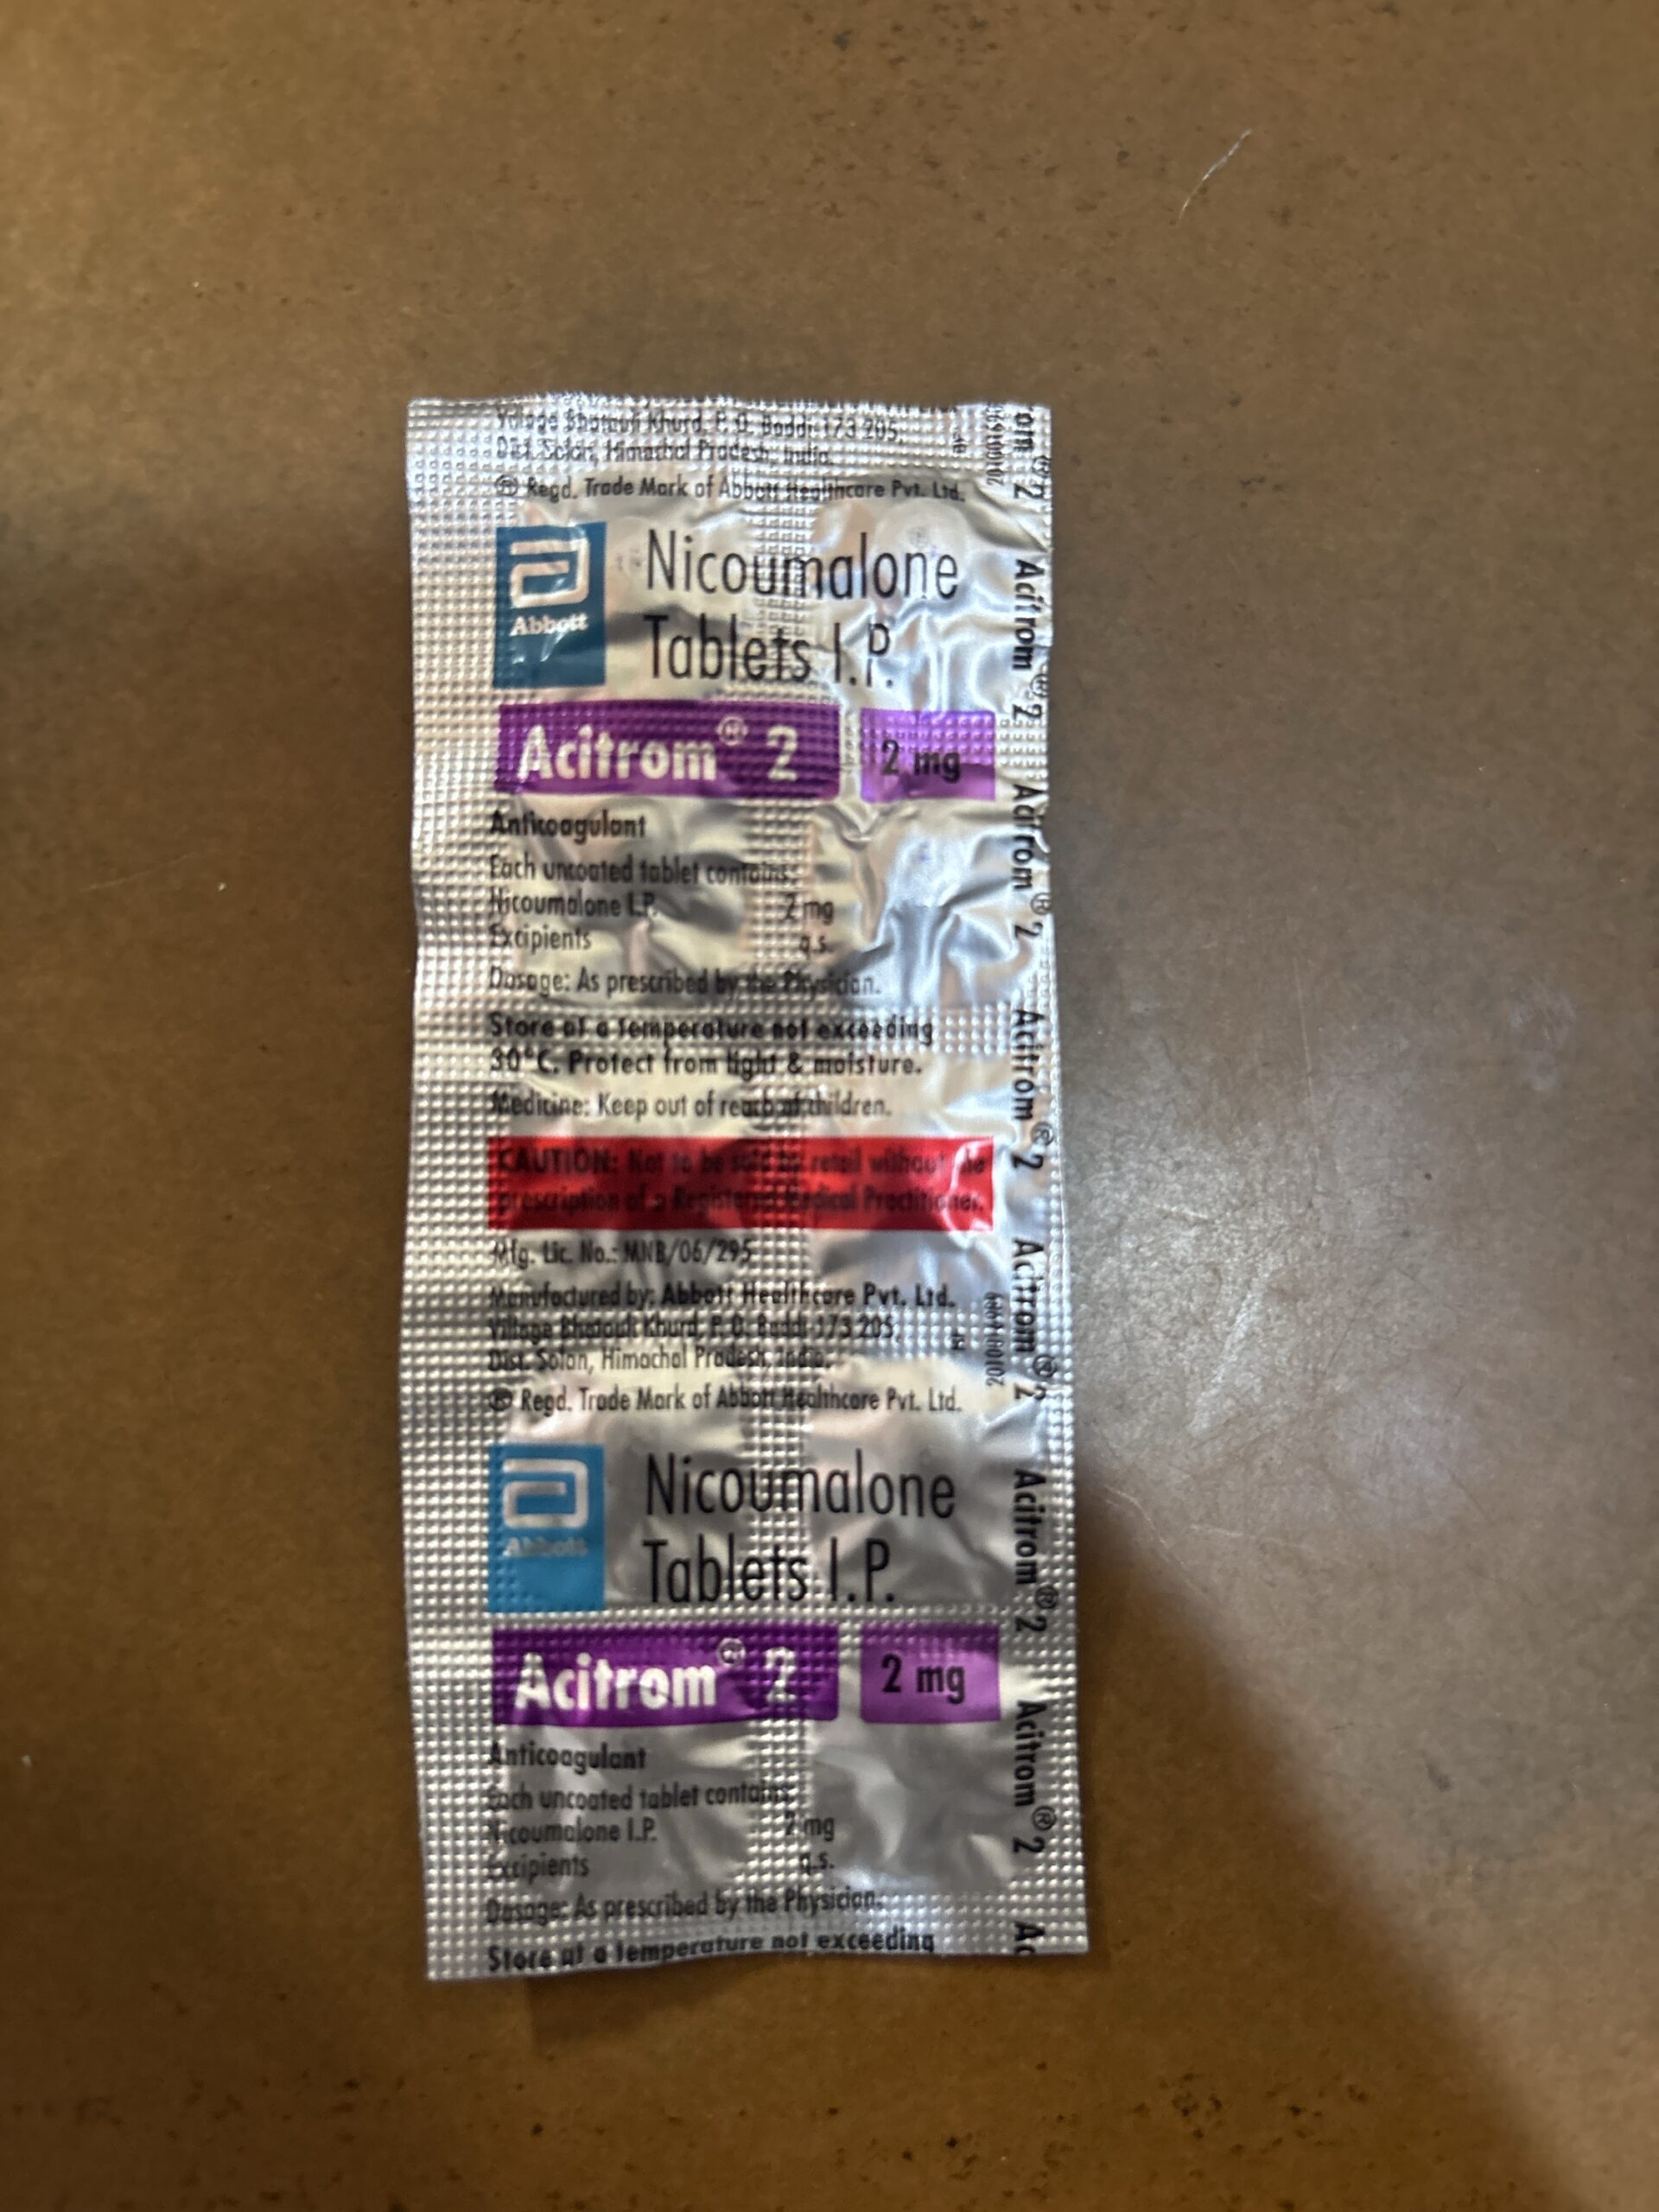 Village Bhatauli Khurd, P. O. Baddi-173 205,
Dist. Solan, Himachal Pradesh, India.
® Regd. Trade Mark of Abbott Healthcare Pvt. Ltd.
Abbott
Nicoumalone
Tablets I.P.
Acitrom® 2
2 mg
Anticoagulant
Each uncoated tablet contains:
Nicoumalone I.P. 2 mg
Excipients q.s.
Dosage: As prescribed by the Physician.
Store at a temperature not exceeding
30°C. Protect from light & moisture.
Medicine: Keep out of reach of children.
CAUTION: Not to be sold by retail without the
prescription of a Registered Medical Practitioner.
Mfg. Lic. No.: MNB/06/295
Manufactured by: Abbott Healthcare Pvt. Ltd.
Village Bhatauli Khurd, P. O. Baddi-173 205,
Dist. Solan, Himachal Pradesh, India.
® Regd. Trade Mark of Abbott Healthcare Pvt. Ltd.
Abbott
Nicoumalone
Tablets I.P.
Acitrom® 2
2 mg
Anticoagulant
Each uncoated tablet contains:
Nicoumalone I.P. 2 mg
Excipients q.s.
Dosage: As prescribed by the Physician.
Store at a temperature not exceeding
om® 2 Acitrom® 2 Acitrom® 2 Acitrom® 2 Acitrom® 2 Acitrom® 2 Acitrom® 2 Ac